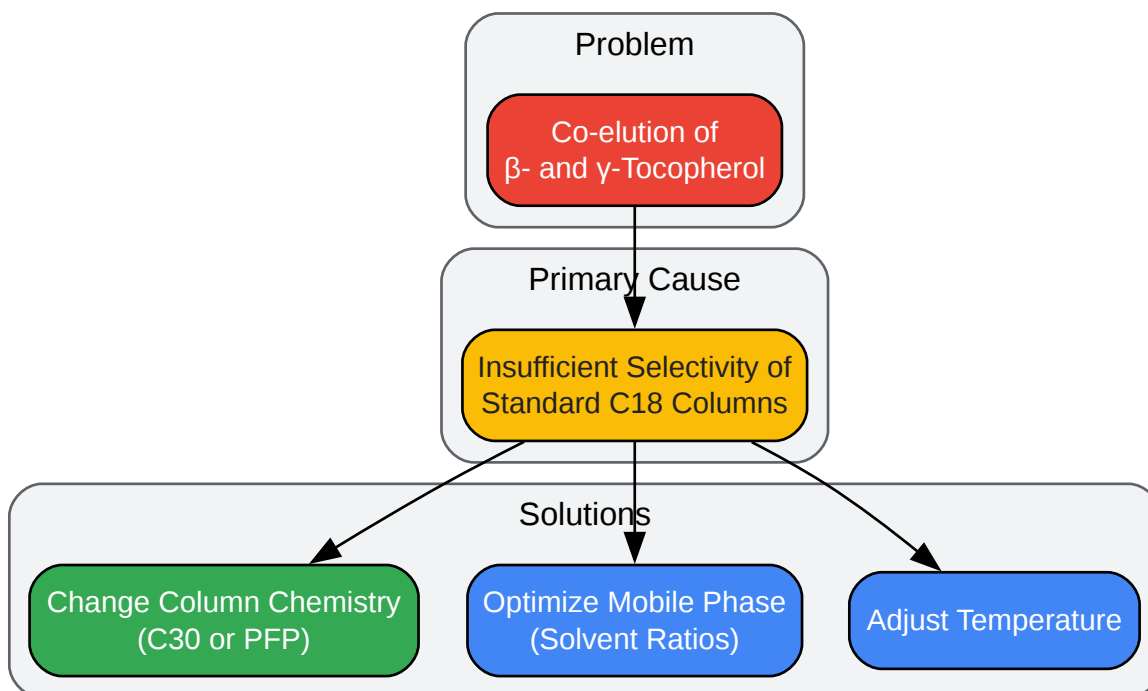 Problem
Co-elution of
β- and γ-Tocopherol
Primary Cause
Insufficient Selectivity of
Standard C18 Columns
Solutions
Change Column Chemistry
(C30 or PFP)
Optimize Mobile Phase
(Solvent Ratios)
Adjust Temperature